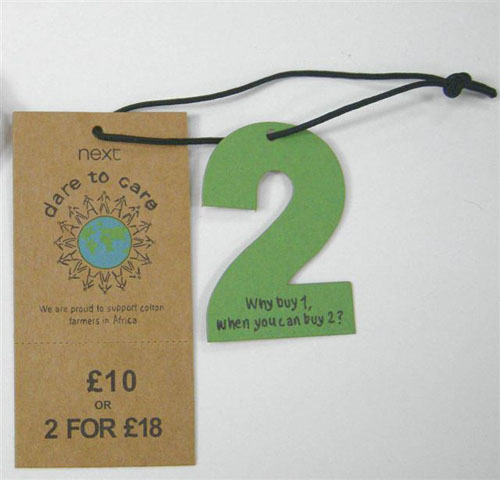 next
dare to care
We are proud to support cotton
farmers in Africa
£10
OR
2 FOR £18
2
Why buy 1,
when you can buy 2?